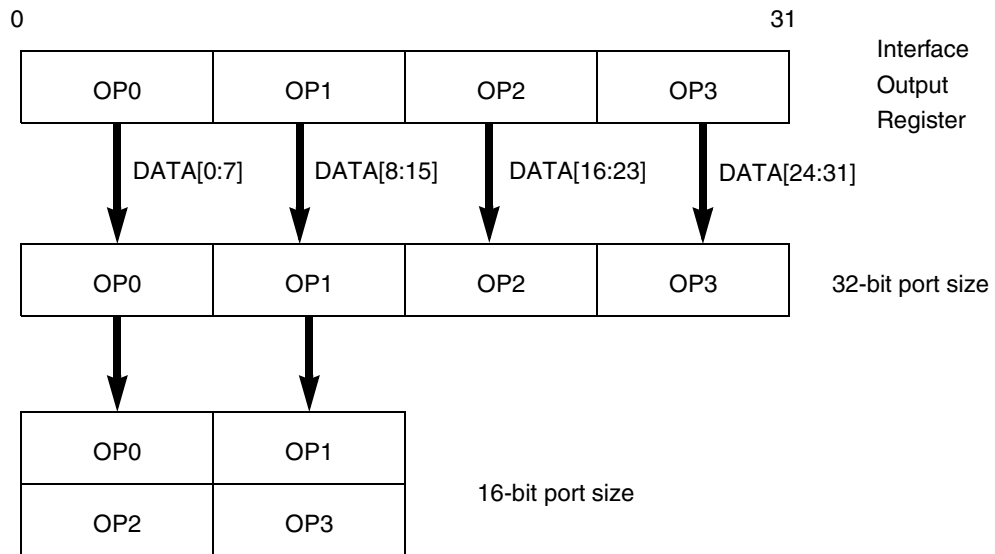 0 31
Interface
Output
Register
OP0 OP1 OP2 OP3
DATA[0:7] DATA[8:15] DATA[16:23] DATA[24:31]
OP0 OP1 OP2 OP3 32-bit port size
OP0 OP1
16-bit port size
OP2 OP3